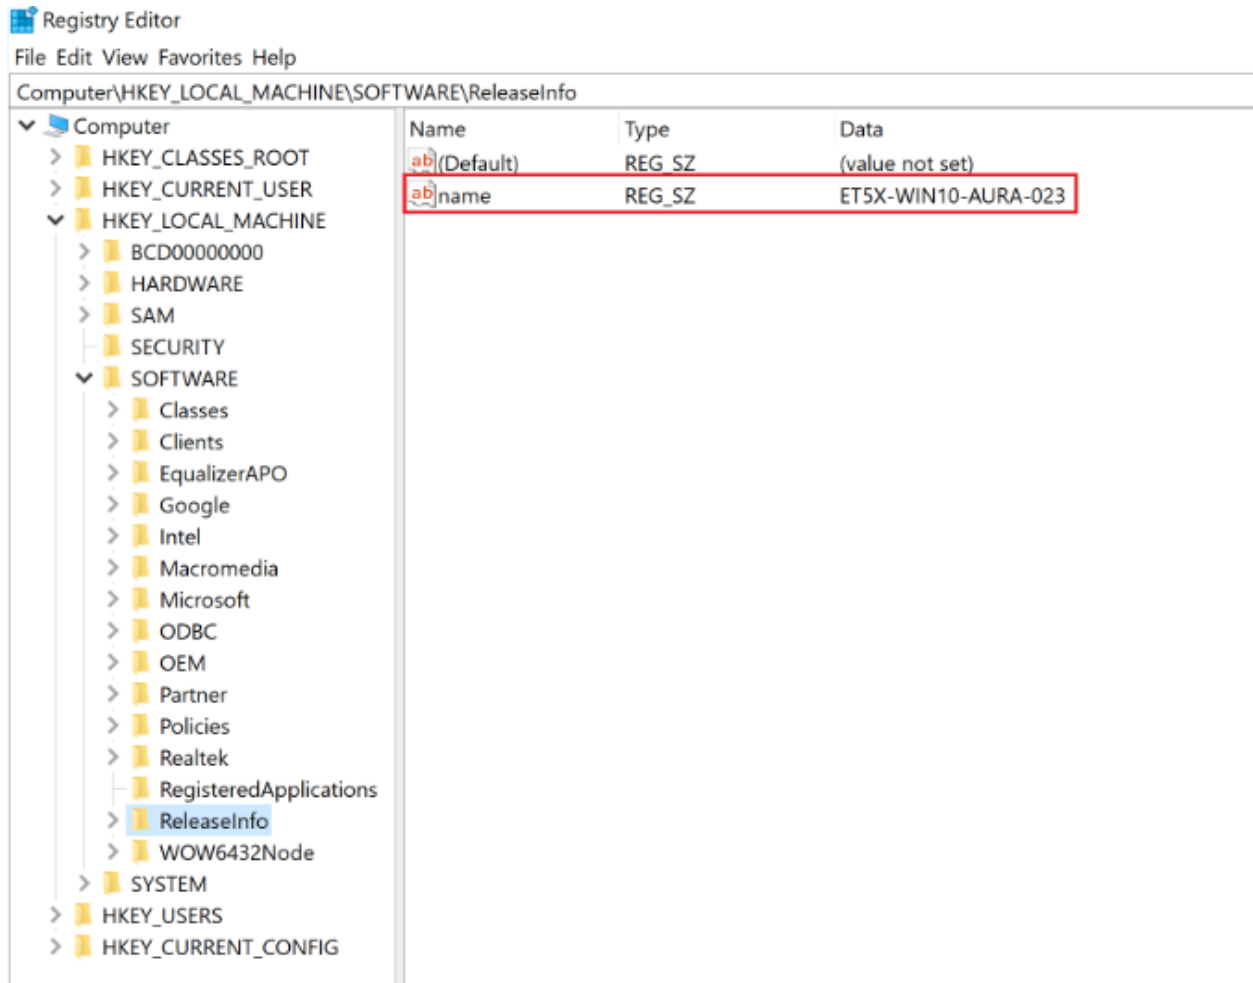 Registry Editor
File Edit View Favorites Help
Computer\HKEY_LOCAL_MACHINE\SOFTWARE\ReleaseInfo
Computer
HKEY_CLASSES_ROOT
HKEY_CURRENT_USER
HKEY_LOCAL_MACHINE
BCD00000000
HARDWARE
SAM
SECURITY
SOFTWARE
Classes
Clients
EqualizerAPO
Google
Intel
Macromedia
Microsoft
ODBC
OEM
Partner
Policies
Realtek
RegisteredApplications
ReleaseInfo
WOW6432Node
SYSTEM
HKEY_USERS
HKEY_CURRENT_CONFIG
Name Type Data
ab (Default) REG_SZ (value not set)
ab name REG_SZ ET5X-WIN10-AURA-023